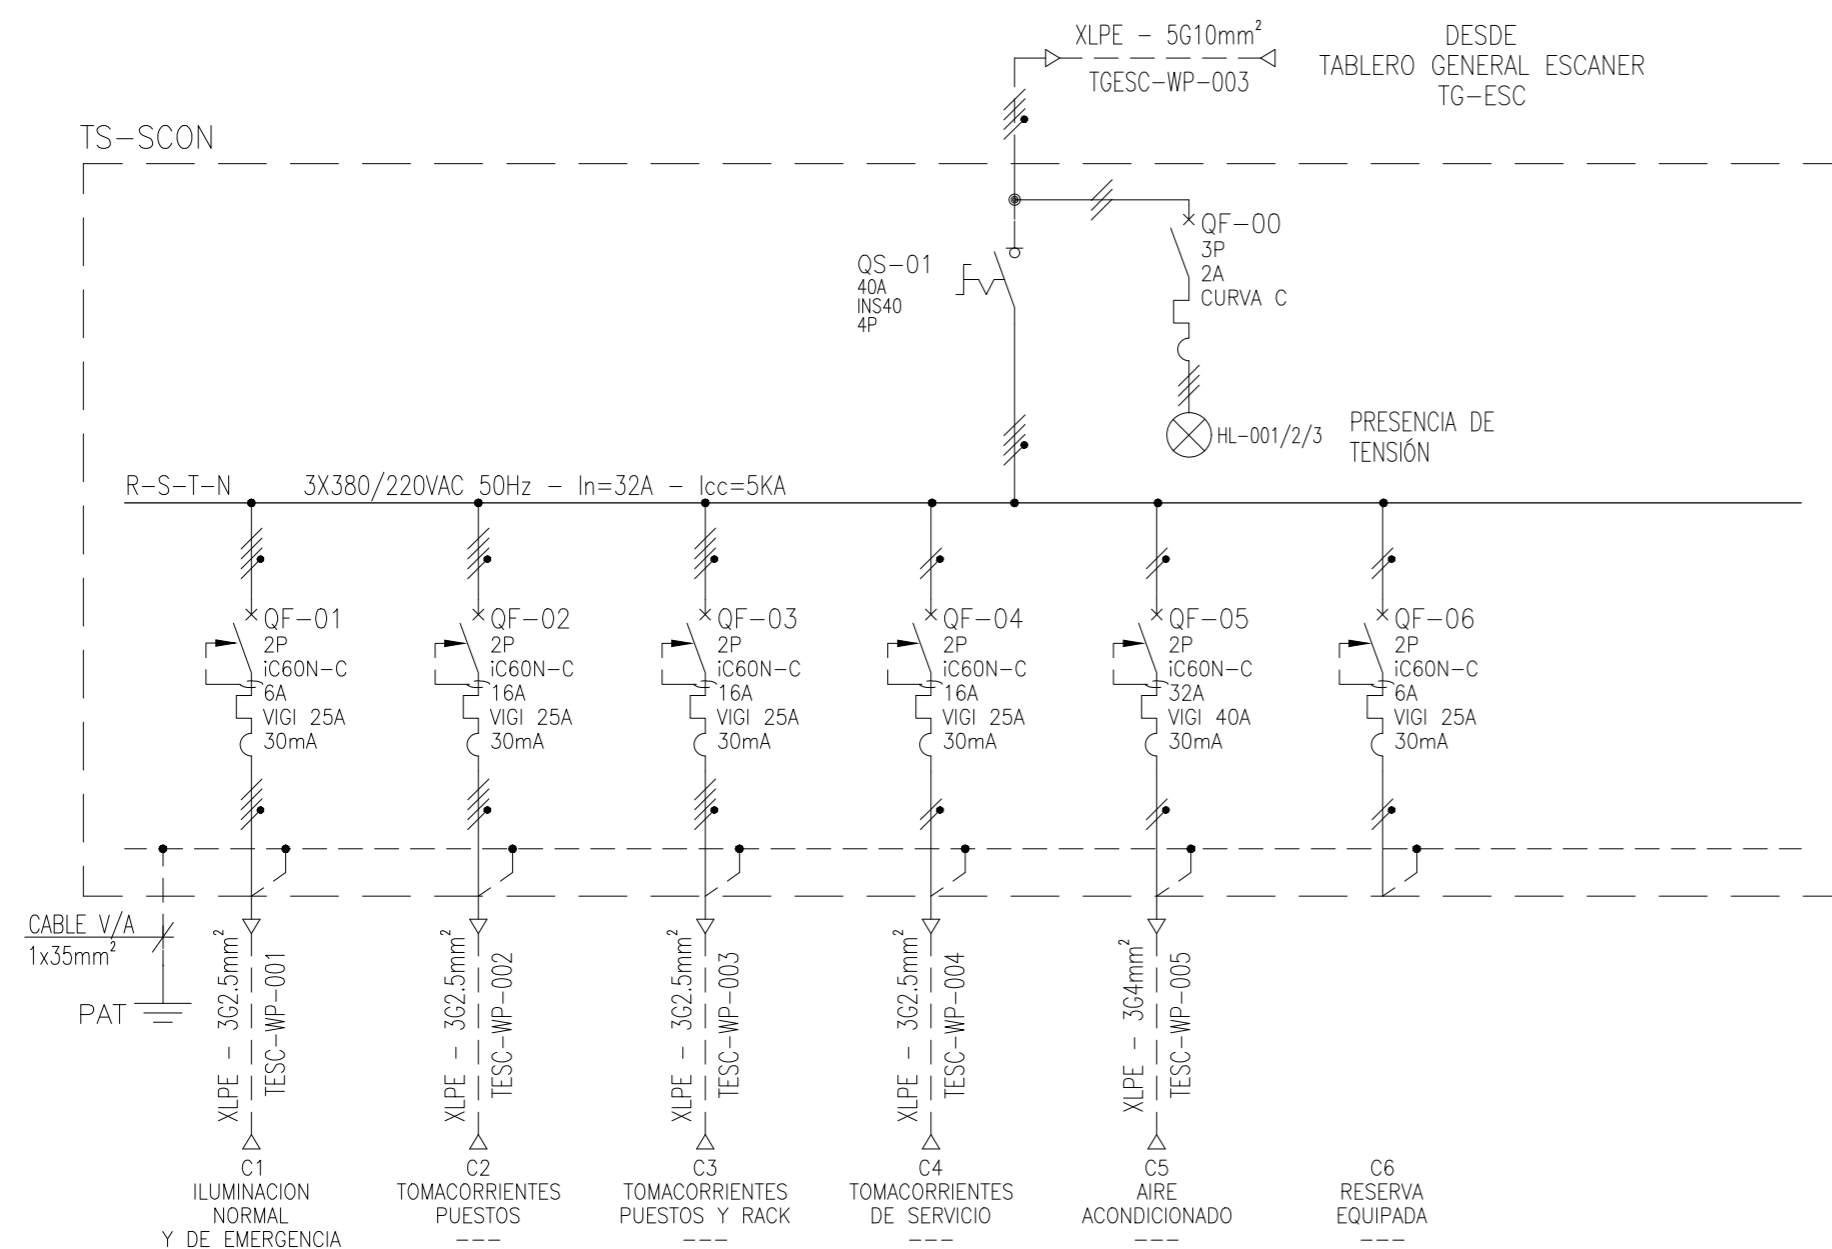 XLPE - 5G10mm²
TGESC-WP-003
DESDE
TABLERO GENERAL ESCANER
TG-ESC
TS-SCON
QS-01
40A
INS40
4P
QF-00
3P
2A
CURVA C
HL-001/2/3
PRESENCIA DE
TENSIÓN
R-S-T-N 3X380/220VAC 50Hz - In=32A - Icc=5KA
QF-01
2P
iC60N-C
6A
VIGI 25A
30mA
QF-02
2P
iC60N-C
16A
VIGI 25A
30mA
QF-03
2P
iC60N-C
16A
VIGI 25A
30mA
QF-04
2P
iC60N-C
16A
VIGI 25A
30mA
QF-05
2P
iC60N-C
32A
VIGI 40A
30mA
QF-06
2P
iC60N-C
6A
VIGI 25A
30mA
CABLE V/A
1x35mm²
PAT
XLPE - 3G2.5mm²
TESC-WP-001
XLPE - 3G2.5mm²
TESC-WP-002
XLPE - 3G2.5mm²
TESC-WP-003
XLPE - 3G2.5mm²
TESC-WP-004
XLPE - 3G4mm²
TESC-WP-005
C1
ILUMINACION
NORMAL
Y DE EMERGENCIA
C2
TOMACORRIENTES
PUESTOS
---
C3
TOMACORRIENTES
PUESTOS Y RACK
---
C4
TOMACORRIENTES
DE SERVICIO
---
C5
AIRE
ACONDICIONADO
---
C6
RESERVA
EQUIPADA
---